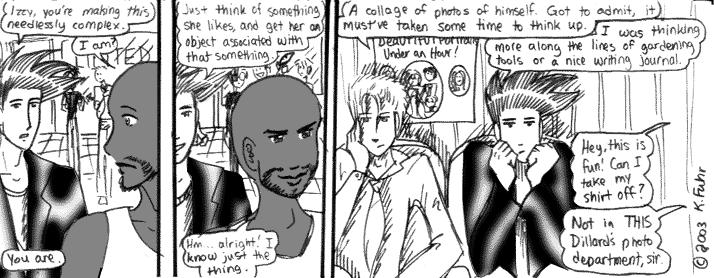 Izzy, you're making this
needlessly complex.
I am?
You are.
Just think of something
she likes, and get her an
object associated with
that something.
Hm... alright! I
know just the
thing.
A collage of photos of himself. Got to admit, it
must've taken some time to think up.
I was thinking
more along the lines of gardening
tools or a nice writing journal.
Beautiful Portraits
Under an Hour!
Hey, this is
fun! Can I
take my
shirt off?
Not in THIS
Dillard's photo
department, sir.
©2003 K. Fuhr